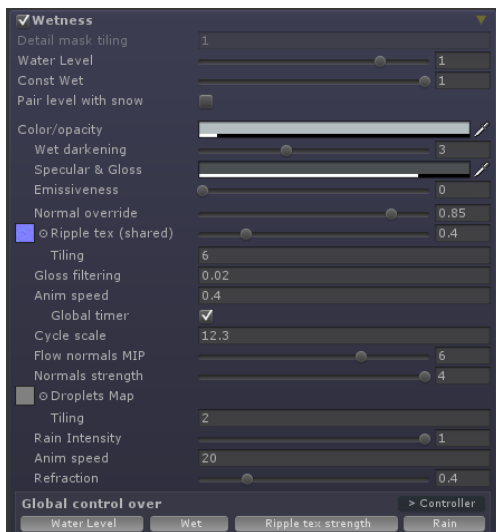 Wetness
Detail mask tiling 1
Water Level 1
Const Wet 1
Pair level with snow
Color/opacity
Wet darkening 3
Specular & Gloss
Emissiveness 0
Normal override 0.85
Ripple tex (shared) 0.4
Tiling 6
Gloss filtering 0.02
Anim speed 0.4
Global timer
Cycle scale 12.3
Flow normals MIP 6
Normals strength 4
Droplets Map
Tiling 2
Rain Intensity 1
Anim speed 20
Refraction 0.4
Global control over > Controller
Water Level Wet Ripple tex strength Rain